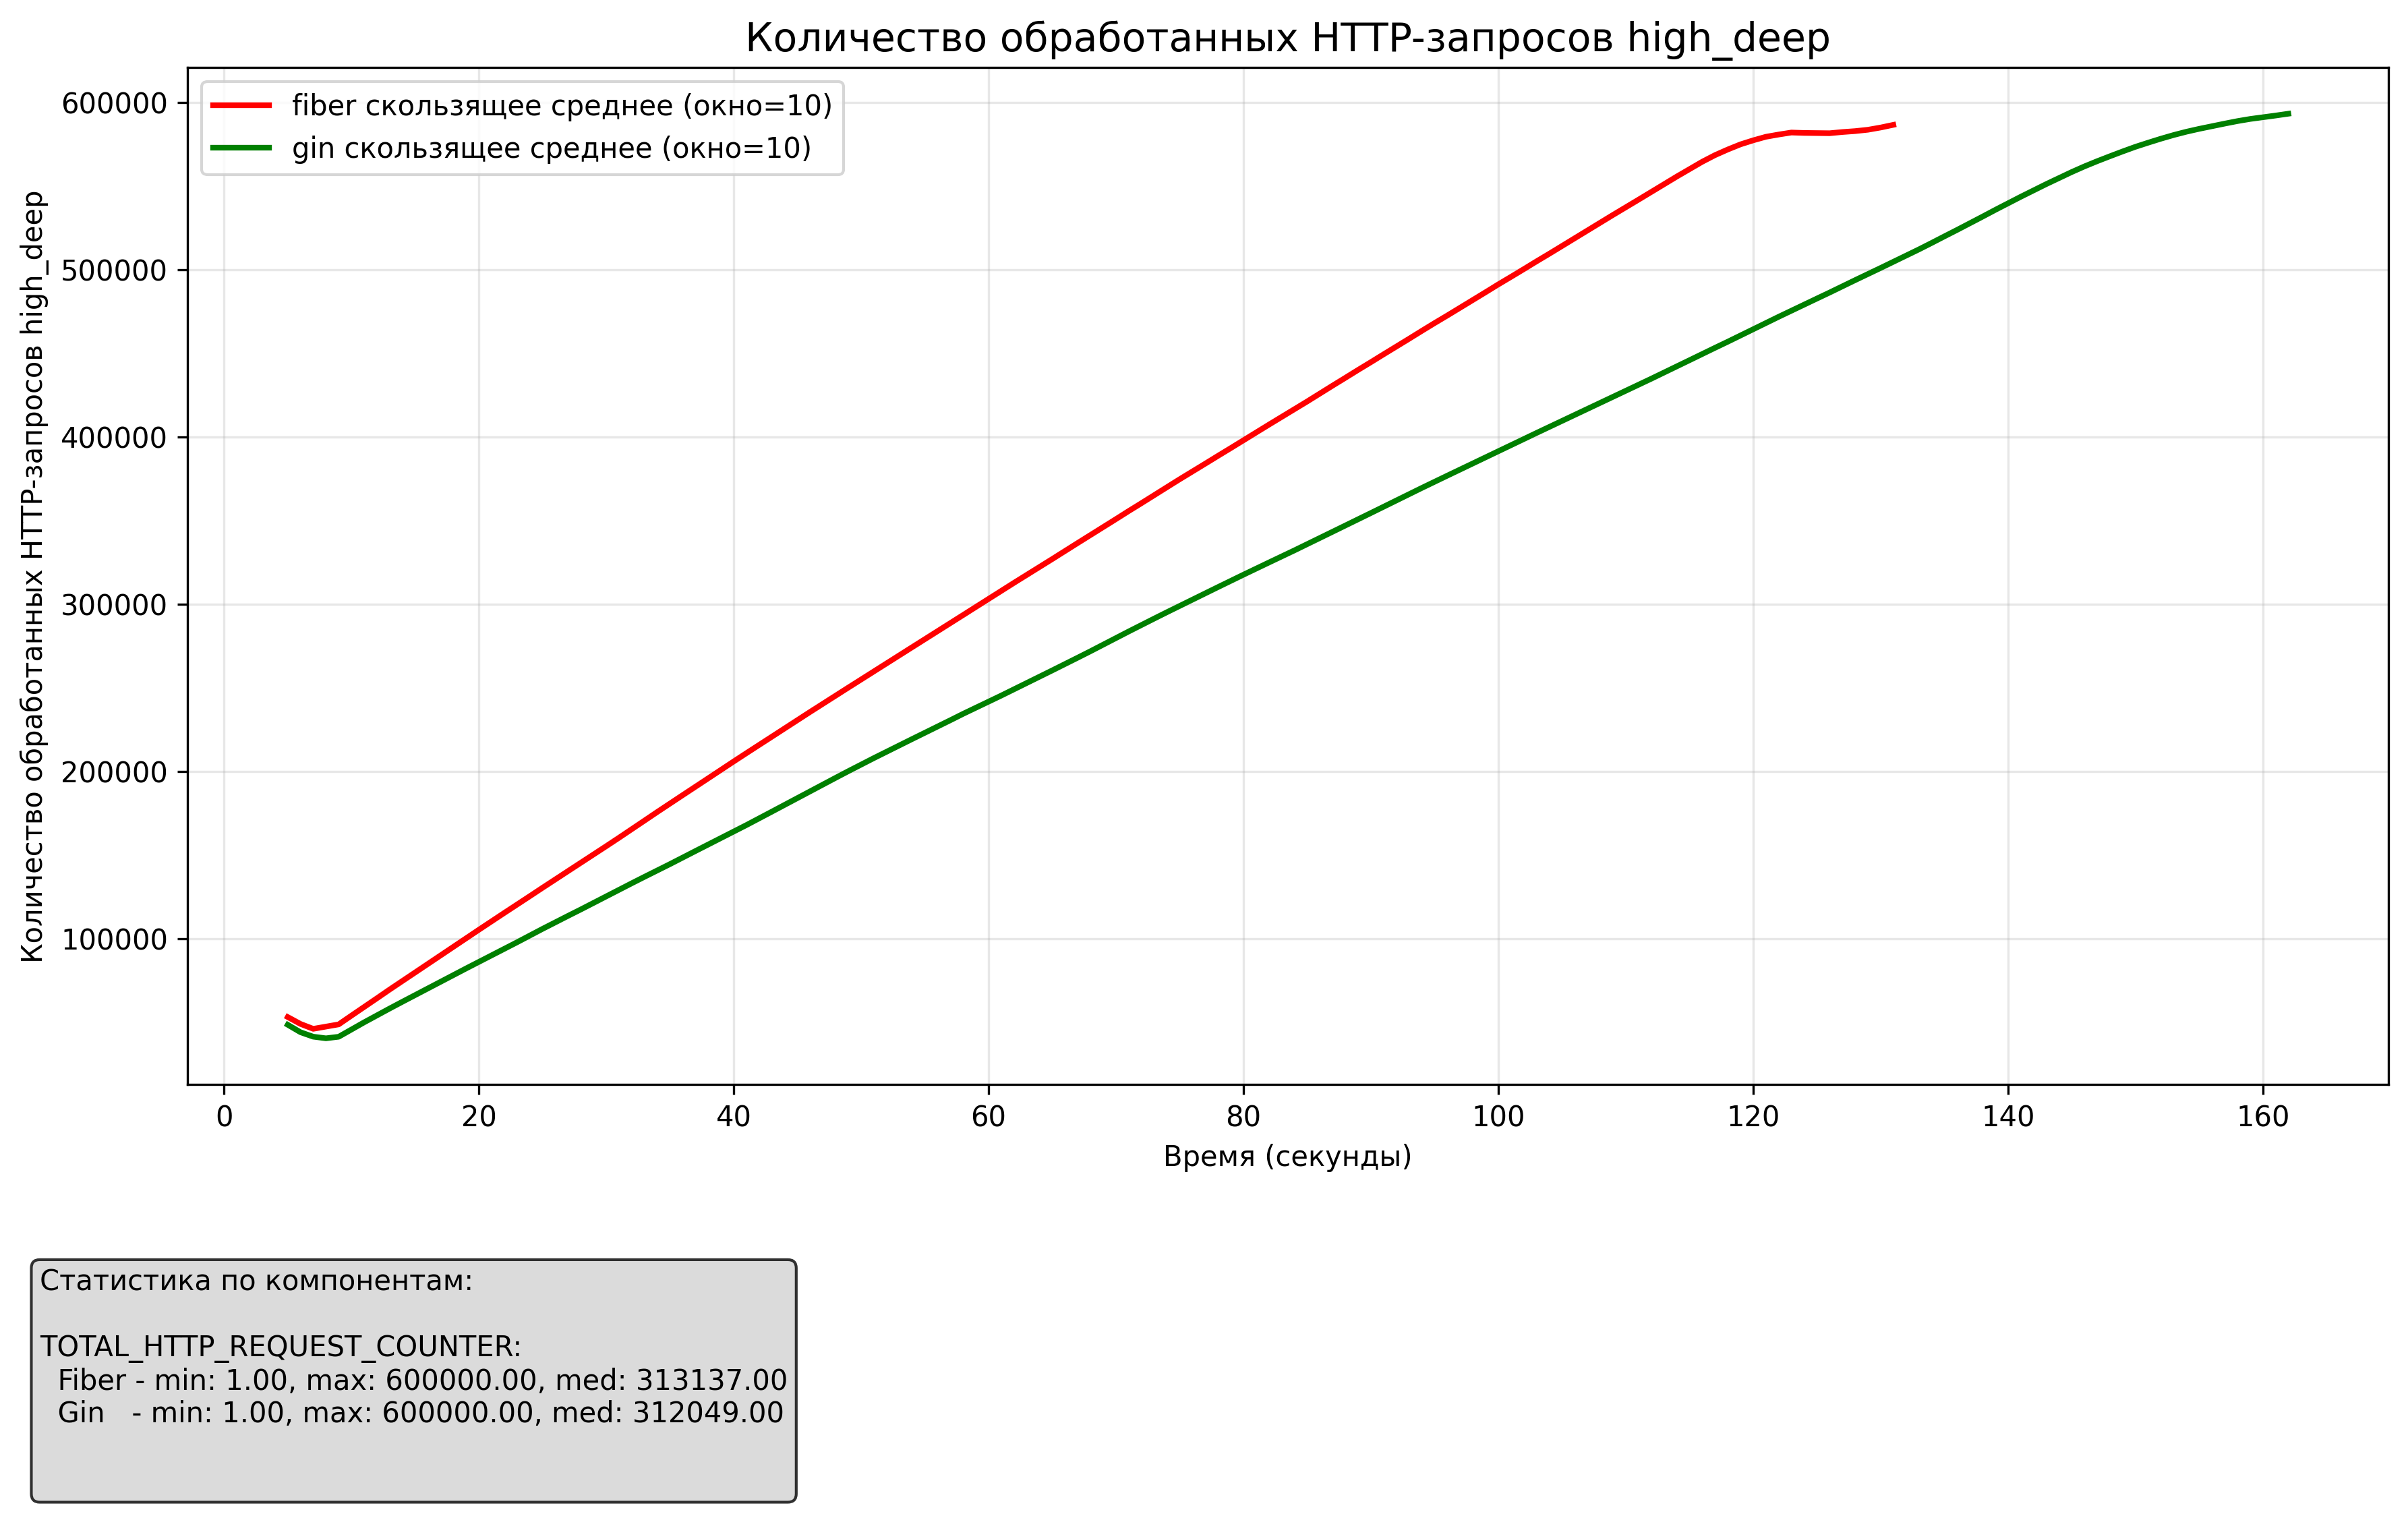 Количество обработанных HTTP-запросов high_deep
fiber скользящее среднее (окно=10)
gin скользящее среднее (окно=10)
Количество обработанных HTTP-запросов high_deep
600000
500000
400000
300000
200000
100000
0 20 40 60 80 100 120 140 160
Время (секунды)
Статистика по компонентам:
TOTAL_HTTP_REQUEST_COUNTER:
Fiber - min: 1.00, max: 600000.00, med: 313137.00
Gin - min: 1.00, max: 600000.00, med: 312049.00